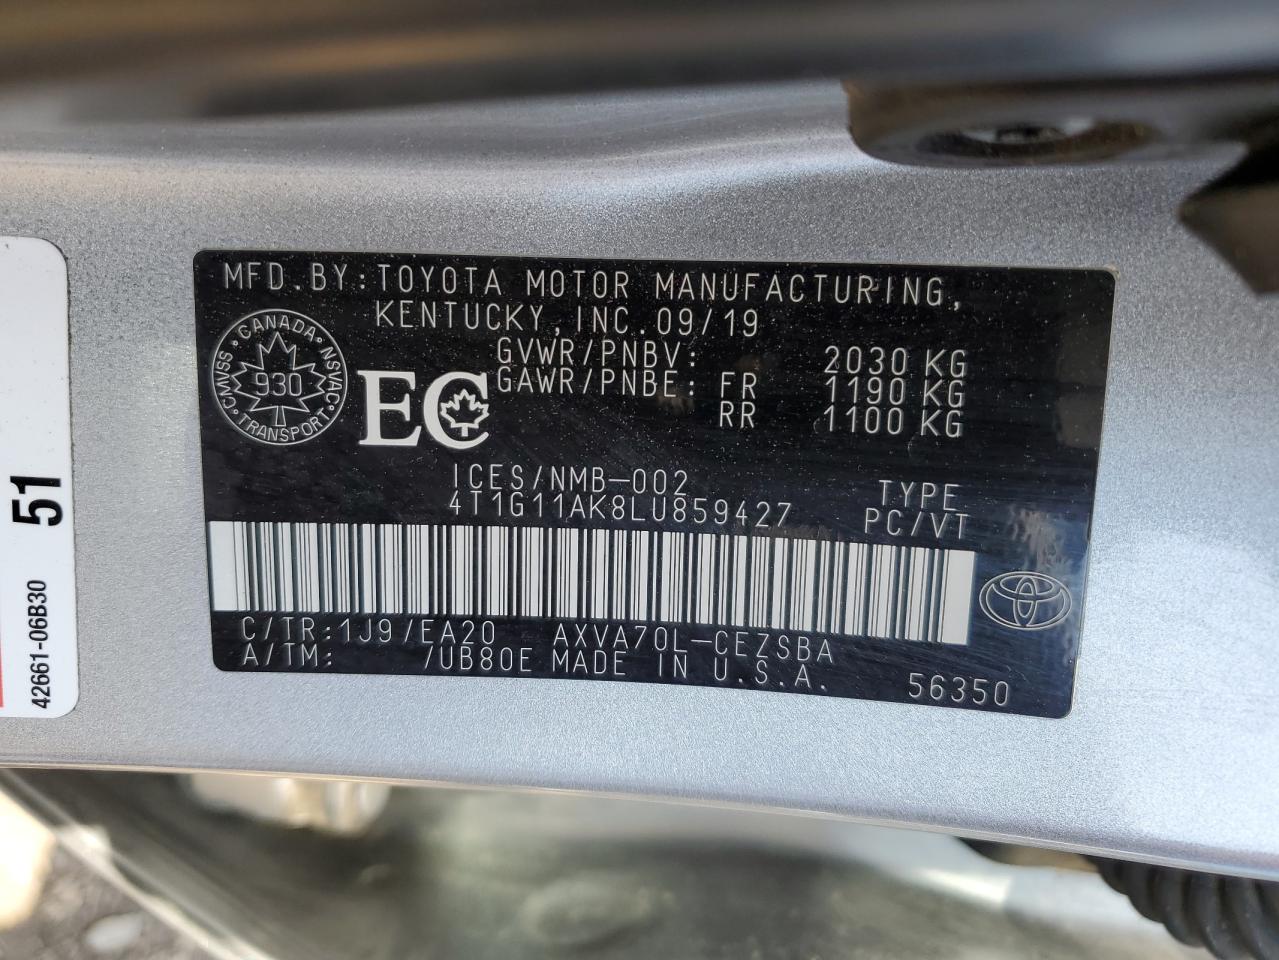 MFD.BY:TOYOTA MOTOR MANUFACTURING,
KENTUCKY,INC.09/19
GVWR/PNBV: 2030 KG
GAWR/PNBE: FR 1190 KG
RR 1100 KG
CANADA
NSVAC
TRANSPORT
CMVSS
930
EC
ICES/NMB-002
4T1G11AK8LU859427
TYPE
PC/VT
C/TR:1J9/EA20 AXVA70L-CEZSBA
A/TM: /UB80E MADE IN U.S.A.
56350
51
42661-06B30